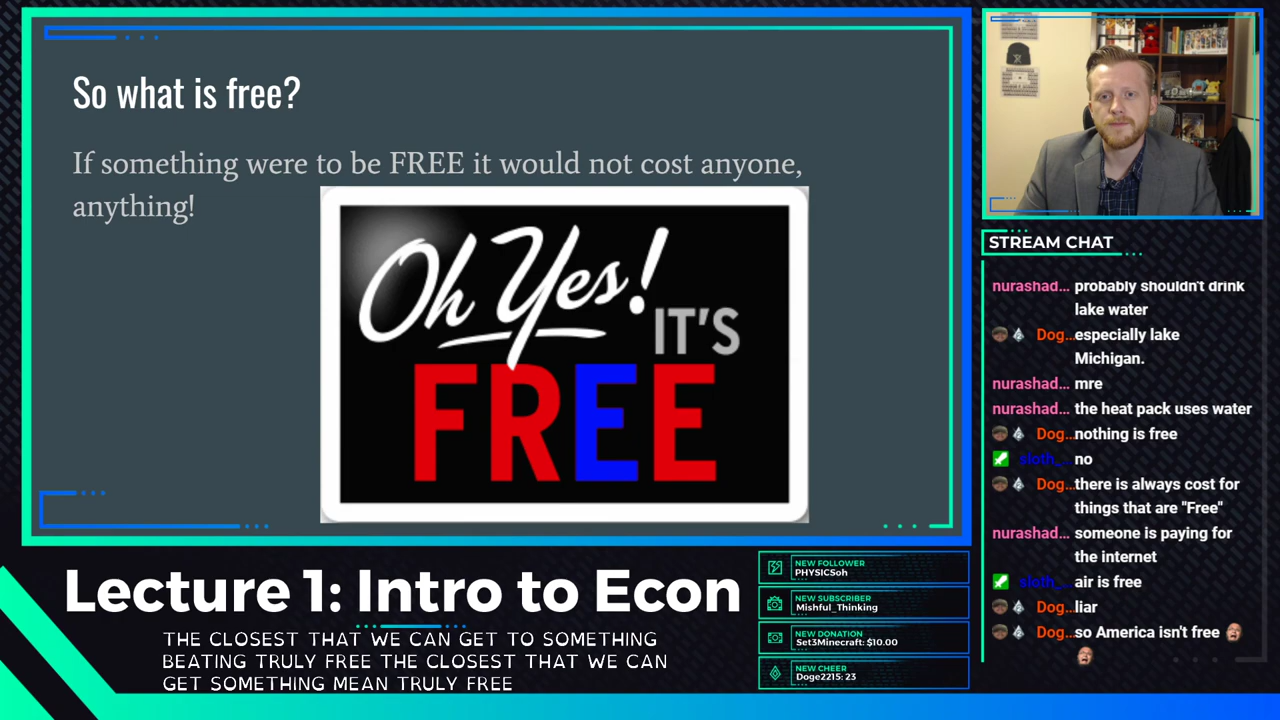 So what is free?
If something were to be FREE it would not cost anyone,
anything!
Oh Yes!
IT'S
FREE
STREAM CHAT
nurashad... probably shouldn't drink
lake water
Dog... especially lake
Michigan.
nurashad... mre
nurashad... the heat pack uses water
Dog... nothing is free
sloth_... no
Dog... there is always cost for
things that are "Free"
nurashad... someone is paying for
the internet
sloth_... air is free
Dog... liar
Dog... so America isn't free
Lecture 1: Intro to Econ
THE CLOSEST THAT WE CAN GET TO SOMETHING
BEATING TRULY FREE THE CLOSEST THAT WE CAN
GET SOMETHING MEAN TRULY FREE
NEW FOLLOWER
PHYSICSoh
NEW SUBSCRIBER
Mishful_Thinking
NEW DONATION
Set3Minecraft: $10.00
NEW CHEER
Doge2215: 23